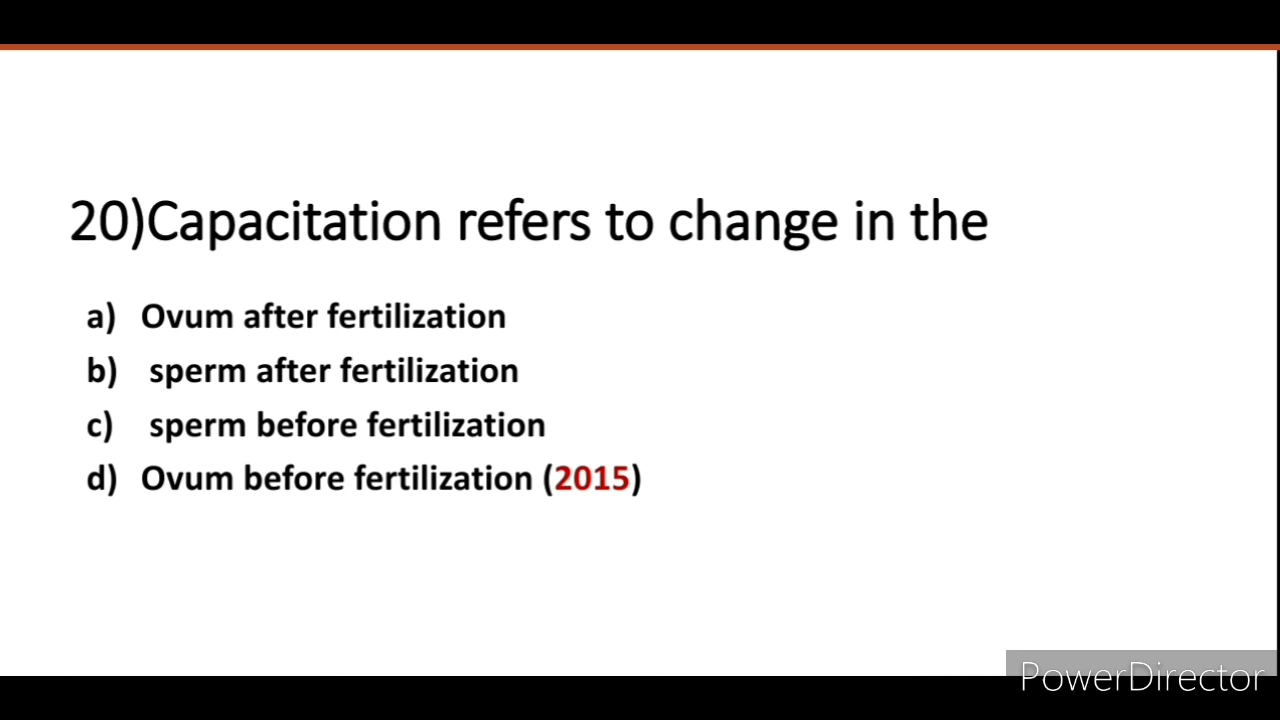 20)Capacitation refers to change in the
a) Ovum after fertilization
b) sperm after fertilization
c) sperm before fertilization
d) Ovum before fertilization (2015)
PowerDirector